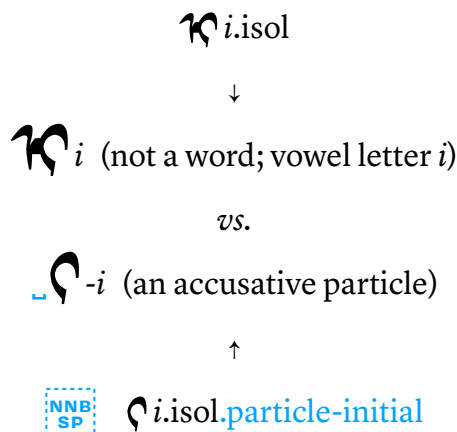 ᠢ i.isol
↓
ᠢ i (not a word; vowel letter i)
vs.
␣ᠢ -i (an accusative particle)
↑
NNB
SP
ᠢ i.isol.particle-initial